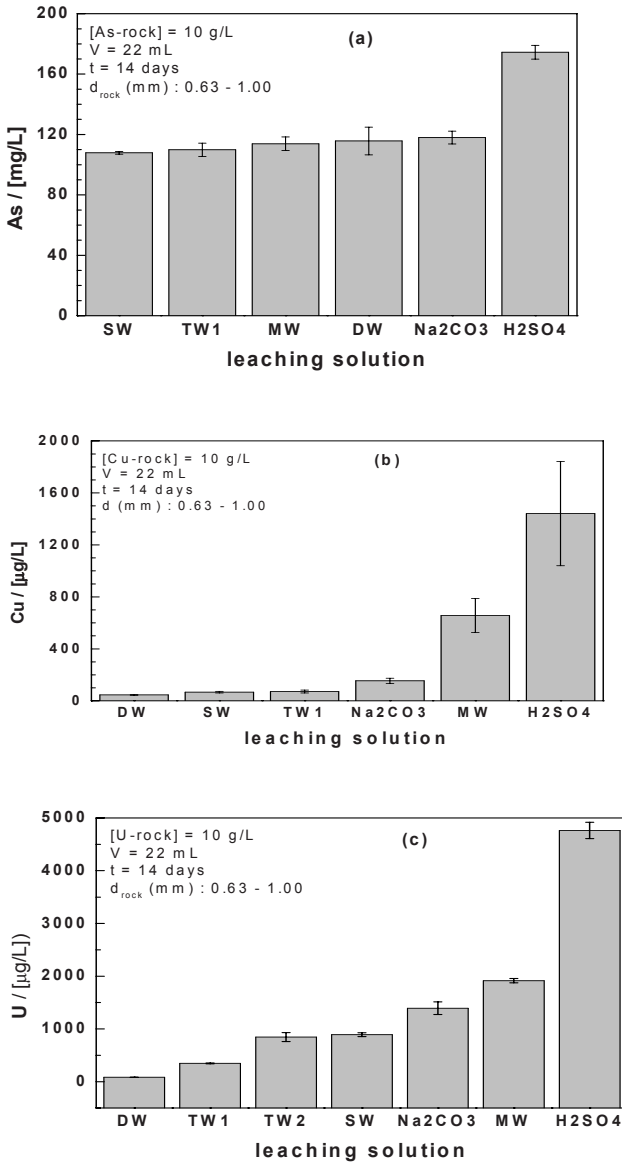 [As-rock] = 10 g/L
(a)
V = 22 mL
t = 14 days
d rock (mm) : 0.63 - 1.00
200
160
120
80
40
0
As / [mg/L]
SW TW1 MW DW Na2CO3 H2SO4
leaching solution
2000
[Cu-rock] = 10 g/L
(b)
V = 22 mL
t = 14 days
d (mm) : 0.63 - 1.00
1600
1200
800
400
0
Cu / [µg/L]
DW SW TW1 Na2CO3 MW H2SO4
leaching solution
5000
[U-rock] = 10 g/L
(c)
V = 22 mL
t = 14 days
d rock (mm) : 0.63 - 1.00
4000
3000
2000
1000
0
U / [µg/L])
DW TW1 TW2 SW Na2CO3 MW H2SO4
leaching solution